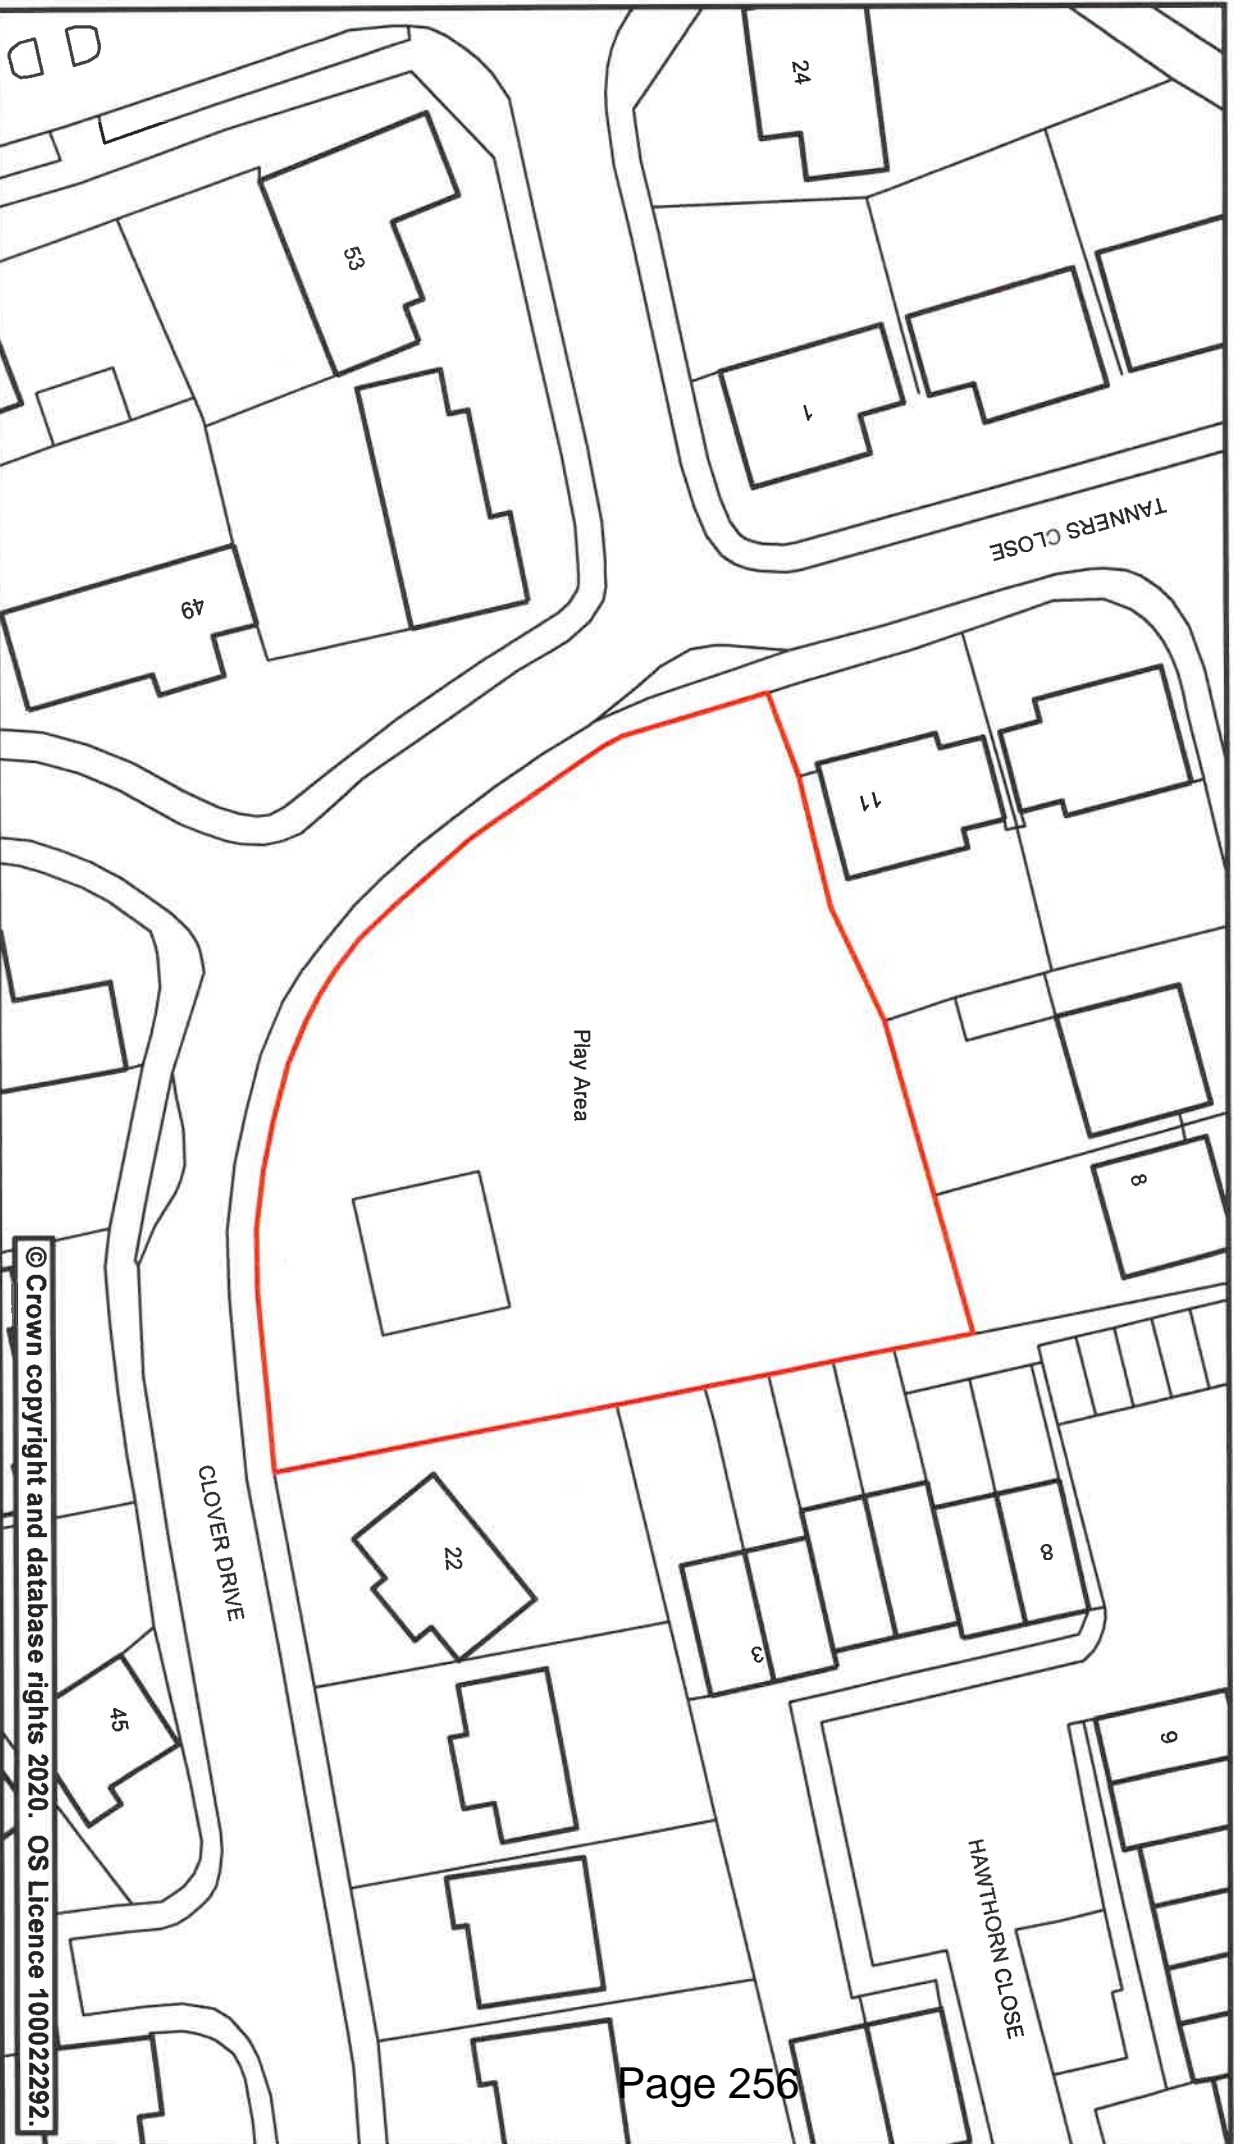 24
53
1
TANNERS CLOSE
49
11
Play Area
8
CLOVER DRIVE
22
8
3
45
9
HAWTHORN CLOSE
© Crown copyright and database rights 2020. OS Licence 100022292.
Page 256